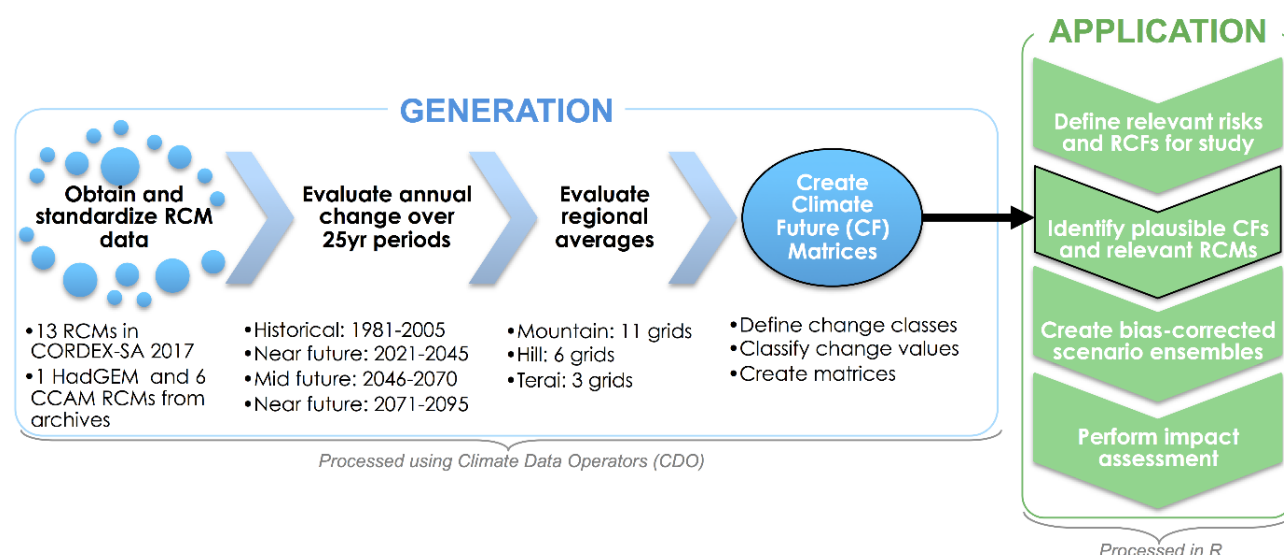 APPLICATION
GENERATION
Obtain and
standardize RCM
data
Evaluate annual
change over
25yr periods
Evaluate
regional
averages
Create
Climate
Future (CF)
Matrices
•13 RCMs in
CORDEX-SA 2017
•1 HadGEM and 6
CCAM RCMs from
archives
•Historical: 1981-2005
•Near future: 2021-2045
•Mid future: 2046-2070
•Near future: 2071-2095
•Mountain: 11 grids
•Hill: 6 grids
•Terai: 3 grids
•Define change classes
•Classify change values
•Create matrices
Processed using Climate Data Operators (CDO)
Define relevant risks
and RCFs for study
Identify plausible CFs
and relevant RCMs
Create bias-corrected
scenario ensembles
Perform impact
assessment
Processed in R